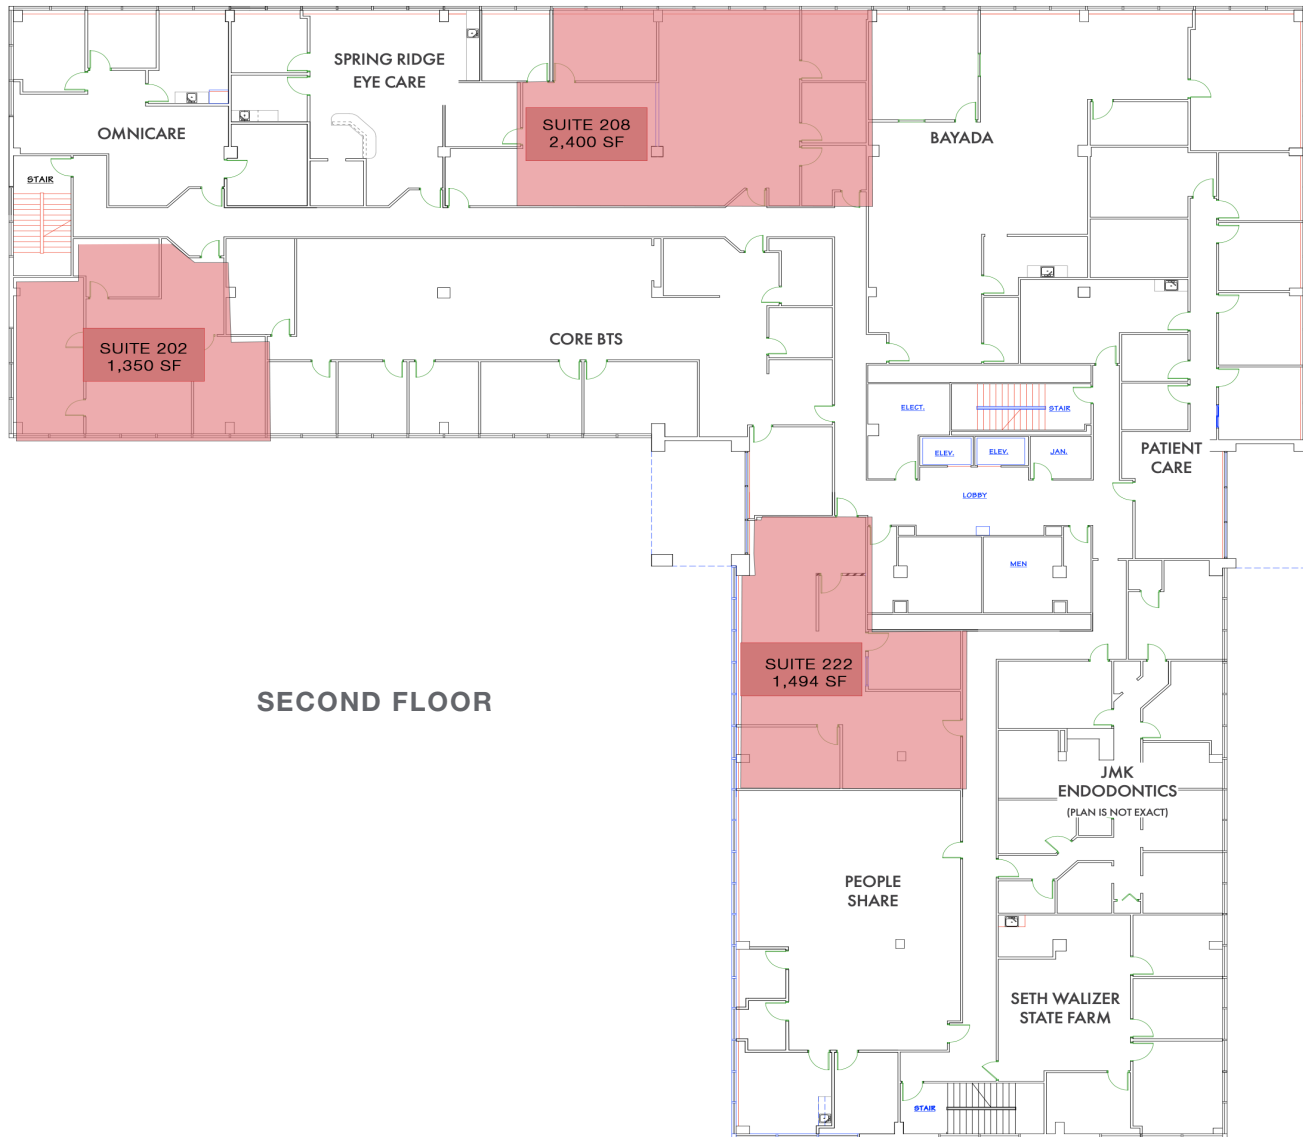 SPRING RIDGE
EYE CARE
OMNICARE
SUITE 208
2,400 SF
BAYADA
STAIR
SUITE 202
1,350 SF
CORE BTS
ELECT.
STAIR
ELEV.
ELEV.
JAN.
PATIENT
CARE
LOBBY
MEN
SUITE 222
1,494 SF
SECOND FLOOR
JMK
ENDODONTICS
(PLAN IS NOT EXACT)
PEOPLE
SHARE
SETH WALIZER
STATE FARM
STAIR